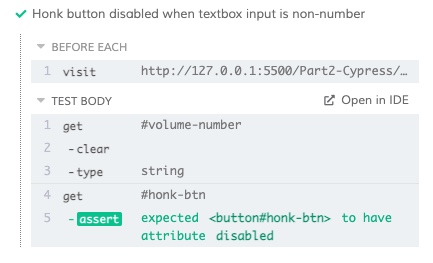 Honk button disabled when textbox input is non-number
BEFORE EACH
1 visit http://127.0.0.1:5500/Part2-Cypress/…
TEST BODY Open in IDE
1 get #volume-number
2 -clear
3 -type string
4 get #honk-btn
5 -assert expected <button#honk-btn> to have
attribute disabled